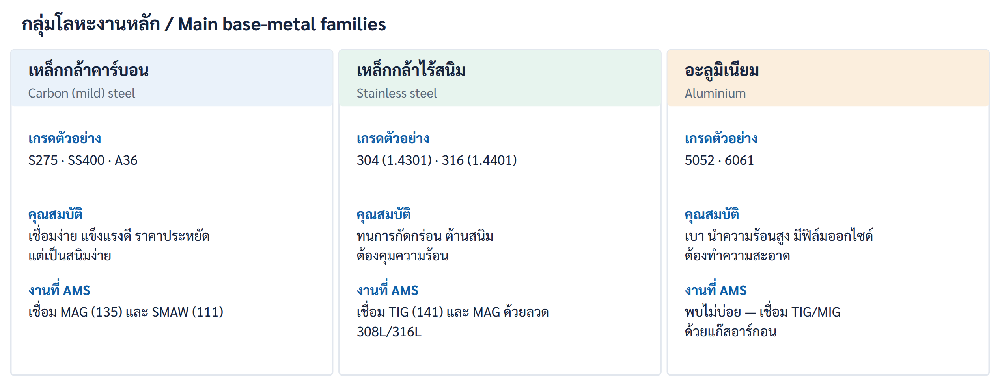 กลุ่มโลหะงานหลัก / Main base-metal families
เหล็กกล้าคาร์บอน
Carbon (mild) steel
เกรดตัวอย่าง
S275 · SS400 · A36
คุณสมบัติ
เชื่อมง่าย แข็งแรงดี ราคาประหยัด
แต่เป็นสนิมง่าย
งานที่ AMS
เชื่อม MAG (135) และ SMAW (111)
เหล็กกล้าไร้สนิม
Stainless steel
เกรดตัวอย่าง
304 (1.4301) · 316 (1.4401)
คุณสมบัติ
ทนการกัดกร่อน ต้านสนิม
ต้องคุมความร้อน
งานที่ AMS
เชื่อม TIG (141) และ MAG ด้วยลวด
308L/316L
อะลูมิเนียม
Aluminium
เกรดตัวอย่าง
5052 · 6061
คุณสมบัติ
เบา นำความร้อนสูง มีฟิล์มออกไซด์
ต้องทำความสะอาด
งานที่ AMS
พบไม่บ่อย — เชื่อม TIG/MIG
ด้วยแก๊สอาร์กอน